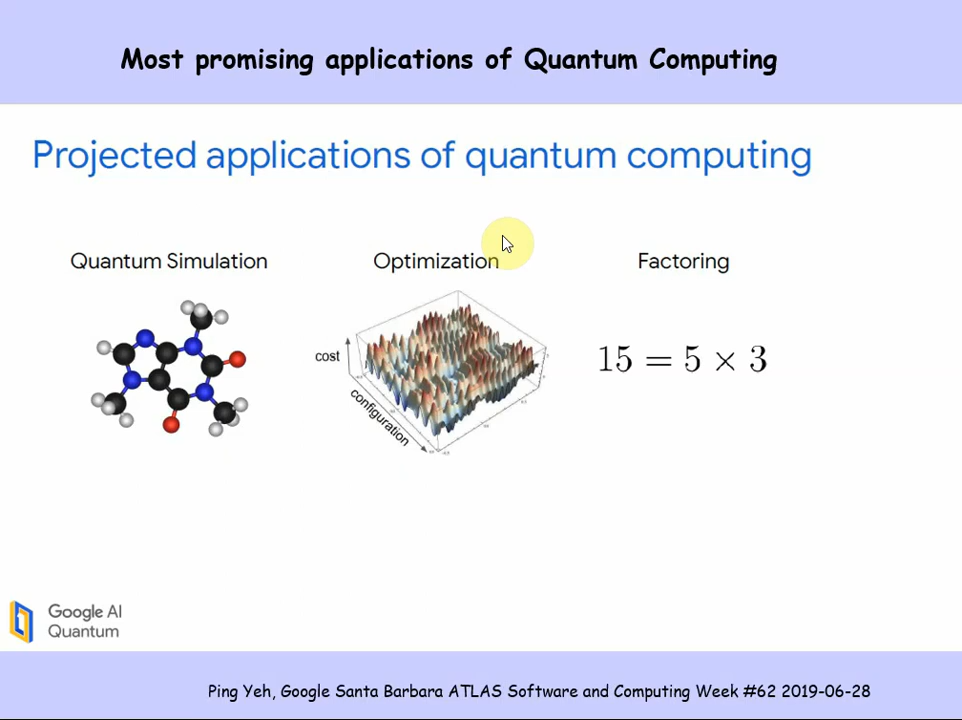 Most promising applications of Quantum Computing
Projected applications of quantum computing
Quantum Simulation
Optimization
Factoring
cost
configuration
15 = 5 × 3
Google AI
Quantum
Ping Yeh, Google Santa Barbara ATLAS Software and Computing Week #62 2019-06-28